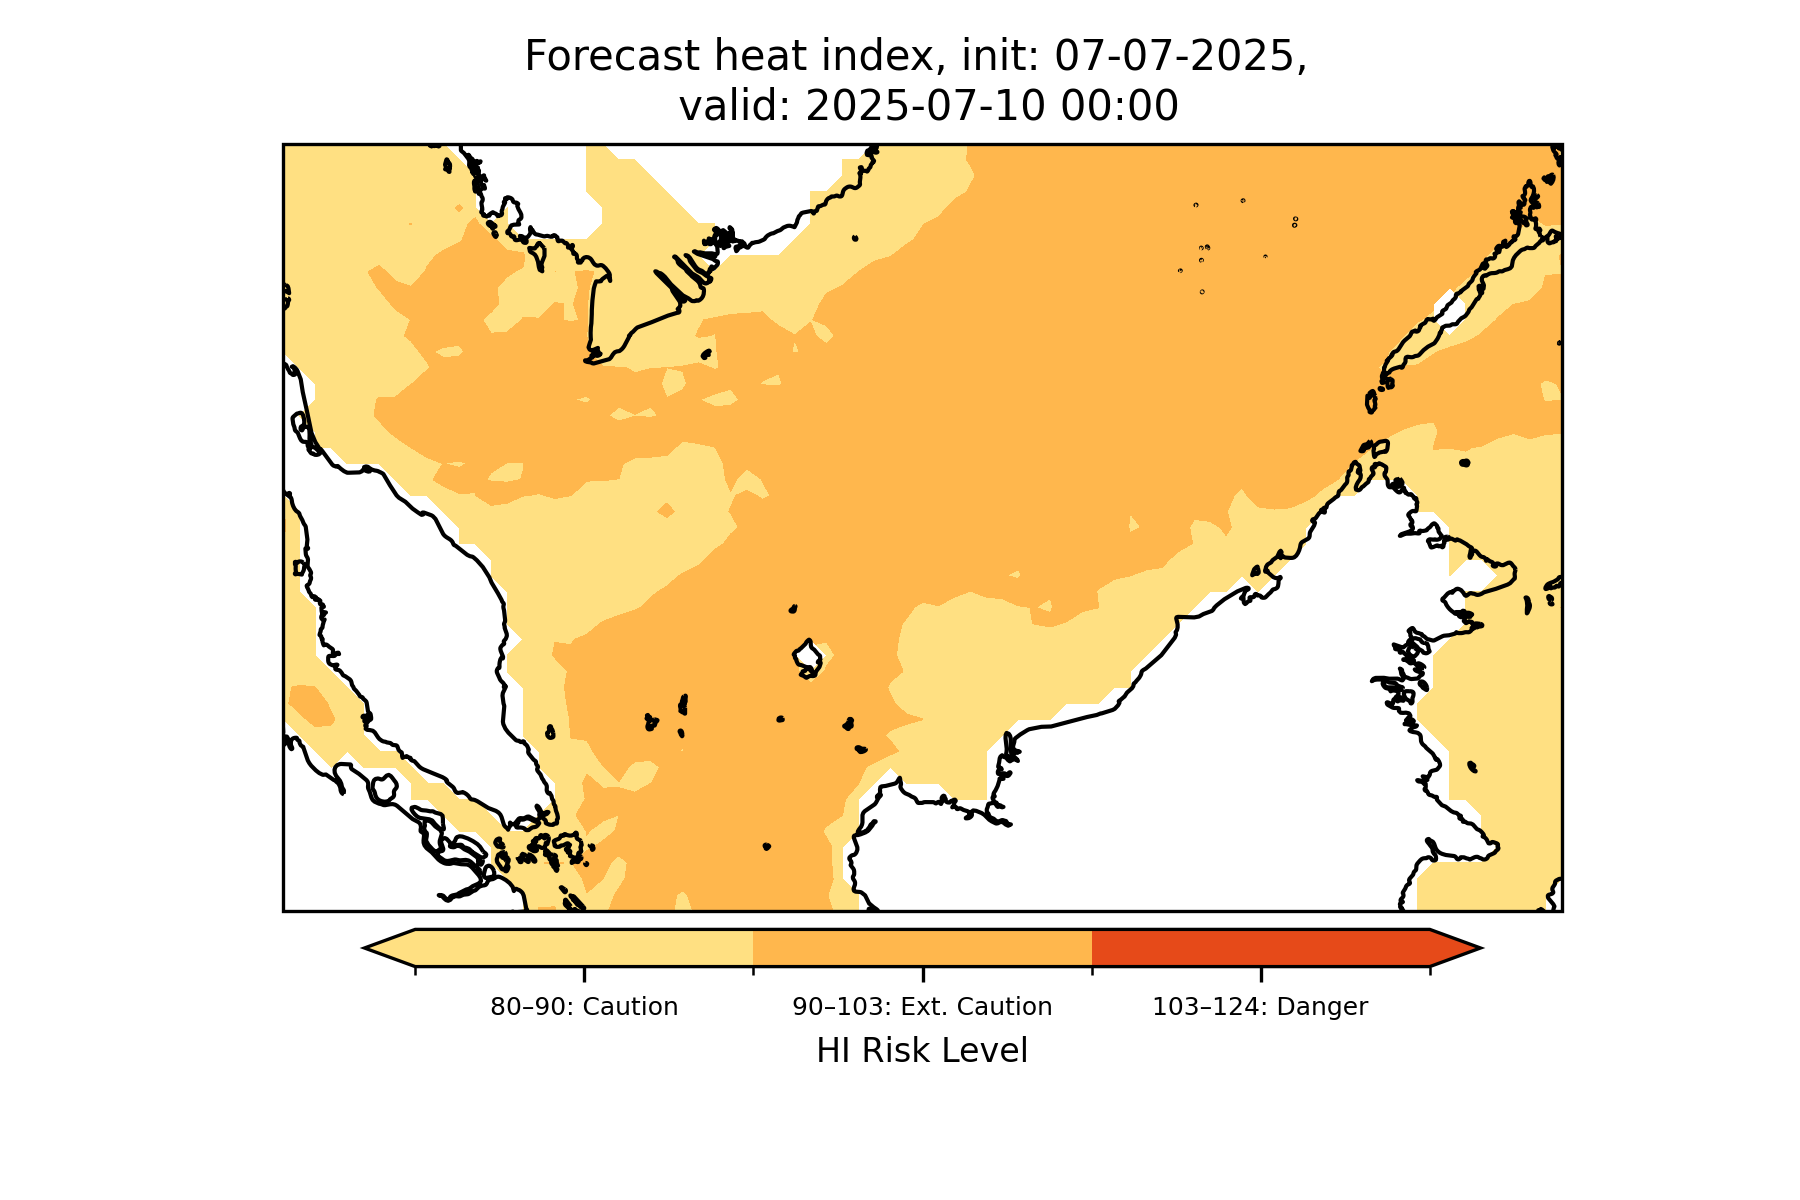 Forecast heat index, init: 07-07-2025,
valid: 2025-07-10 00:00
80–90: Caution
90–103: Ext. Caution
103–124: Danger
HI Risk Level